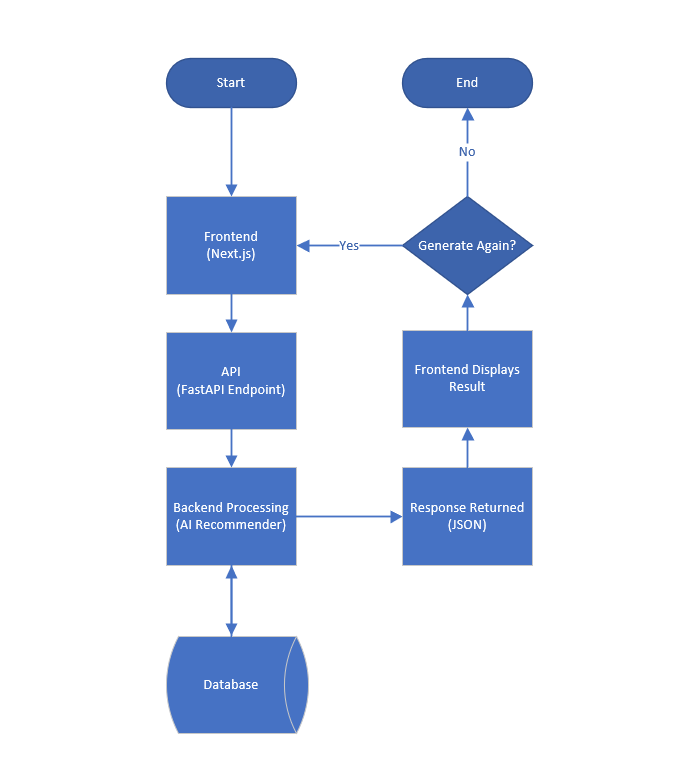 Start
End
No
Frontend
(Next.js)
Yes
Generate Again?
API
(FastAPI Endpoint)
Frontend Displays
Result
Backend Processing
(AI Recommender)
Response Returned
(JSON)
Database